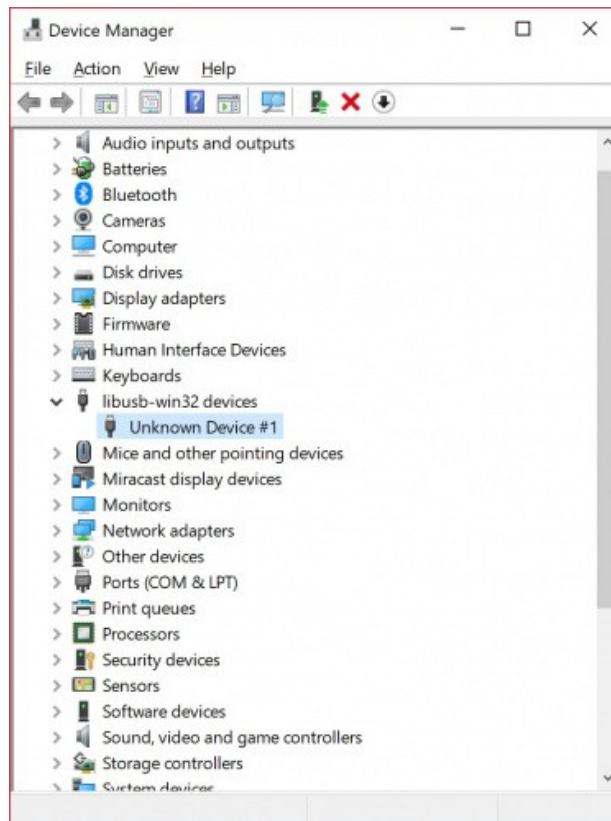 Device Manager
File Action View Help
Audio inputs and outputs
Batteries
Bluetooth
Cameras
Computer
Disk drives
Display adapters
Firmware
Human Interface Devices
Keyboards
libusb-win32 devices
Unknown Device #1
Mice and other pointing devices
Miracast display devices
Monitors
Network adapters
Other devices
Ports (COM & LPT)
Print queues
Processors
Security devices
Sensors
Software devices
Sound, video and game controllers
Storage controllers
System devices